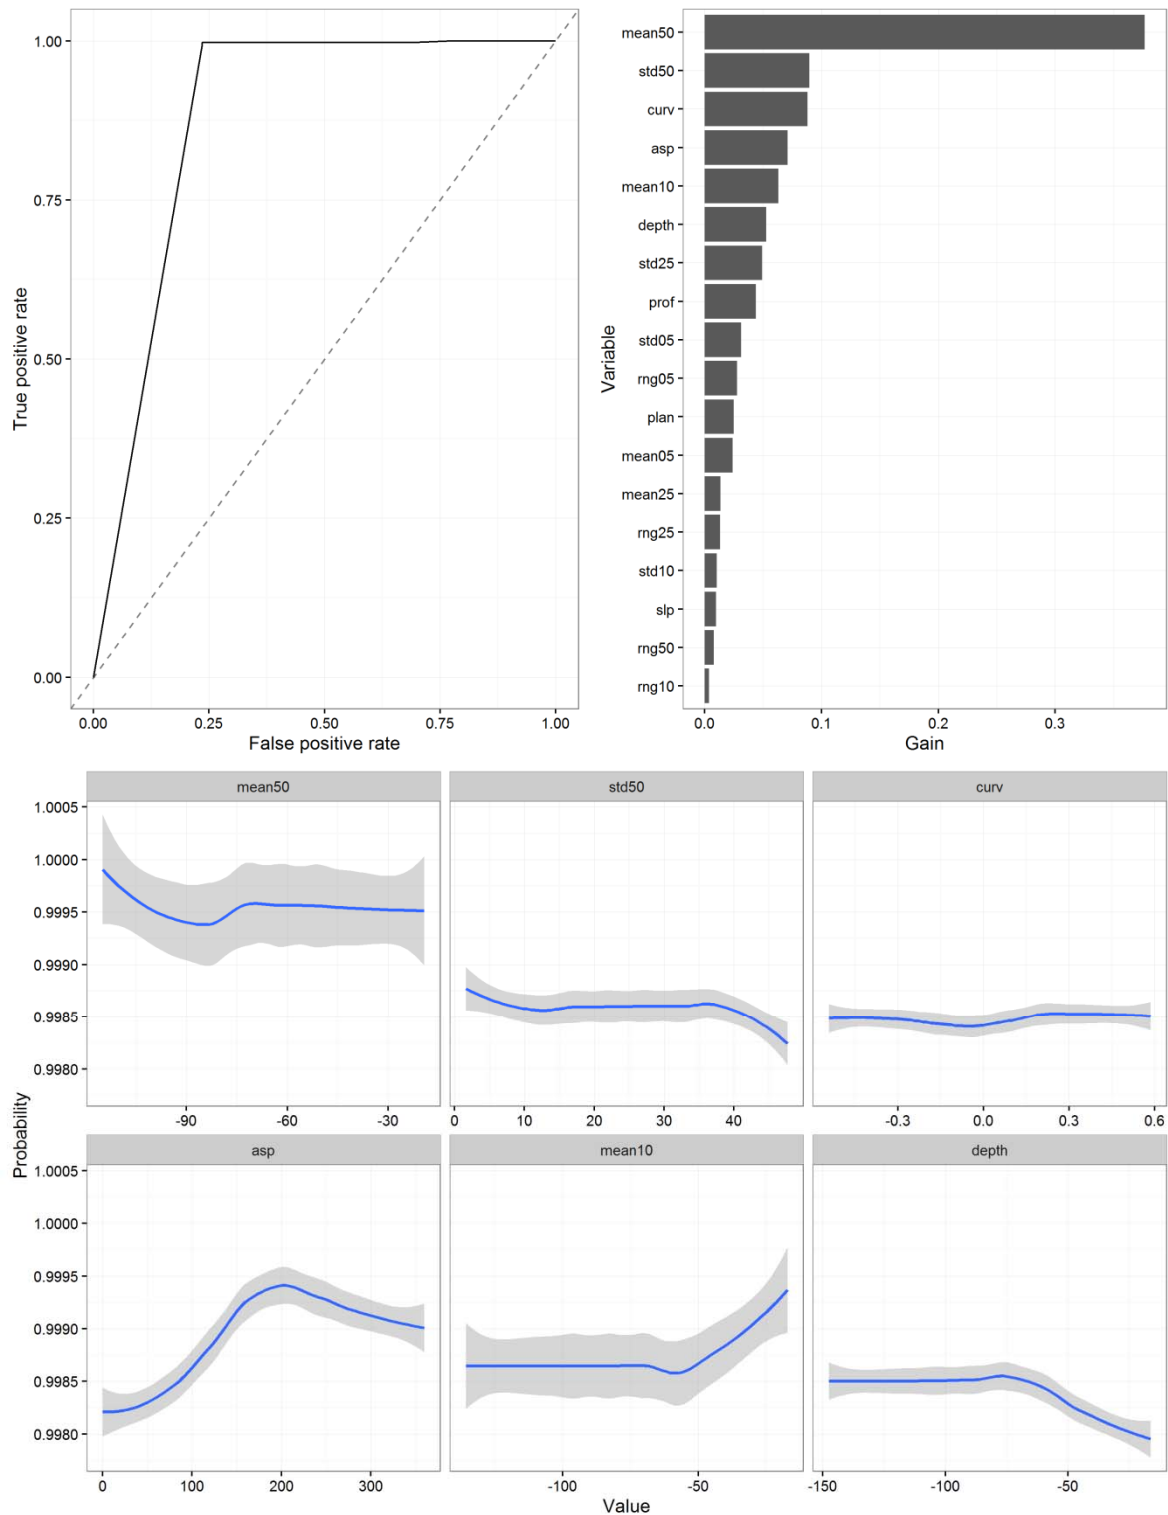 1.00
0.75
0.50
0.25
0.00
True positive rate
0.00 0.25 0.50 0.75 1.00
False positive rate
mean50
std50
curv
asp
mean10
depth
std25
prof
std05
rng05
plan
mean05
mean25
rng25
std10
slp
rng50
rng10
Variable
0.0 0.1 0.2 0.3
Gain
mean50 std50 curv
1.0005
1.0000
0.9995
0.9990
0.9985
0.9980
-90 -60 -30
0 10 20 30 40
-0.3 0.0 0.3 0.6
Probability
asp mean10 depth
1.0005
1.0000
0.9995
0.9990
0.9985
0.9980
0 100 200 300
-100 -50
-150 -100 -50
Value